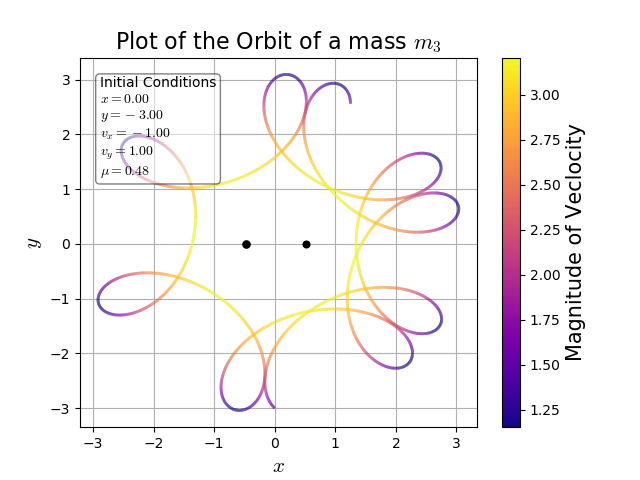 Plot of the Orbit of a mass m₃
Initial Conditions
x = 0.00
y = −3.00
vₓ = −1.00
v_y = 1.00
μ = 0.48
3
2
1
0
−1
−2
−3
y
−3 −2 −1 0 1 2 3
x
3.00
2.75
2.50
2.25
2.00
1.75
1.50
1.25
Magnitude of Veclocity